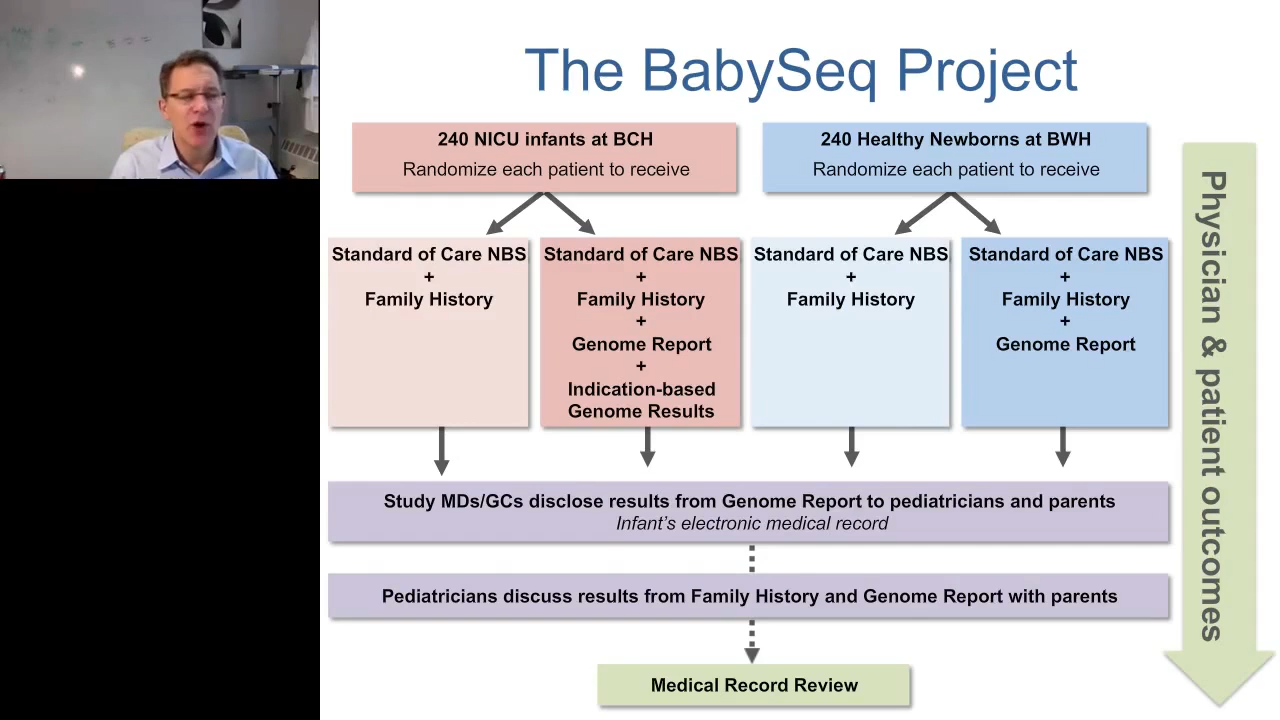 The BabySeq Project
240 NICU infants at BCH
Randomize each patient to receive
240 Healthy Newborns at BWH
Randomize each patient to receive
Standard of Care NBS
+
Family History
Standard of Care NBS
+
Family History
+
Genome Report
+
Indication-based
Genome Results
Standard of Care NBS
+
Family History
Standard of Care NBS
+
Family History
+
Genome Report
Study MDs/GCs disclose results from Genome Report to pediatricians and parents
Infant's electronic medical record
Pediatricians discuss results from Family History and Genome Report with parents
Medical Record Review
Physician & patient outcomes